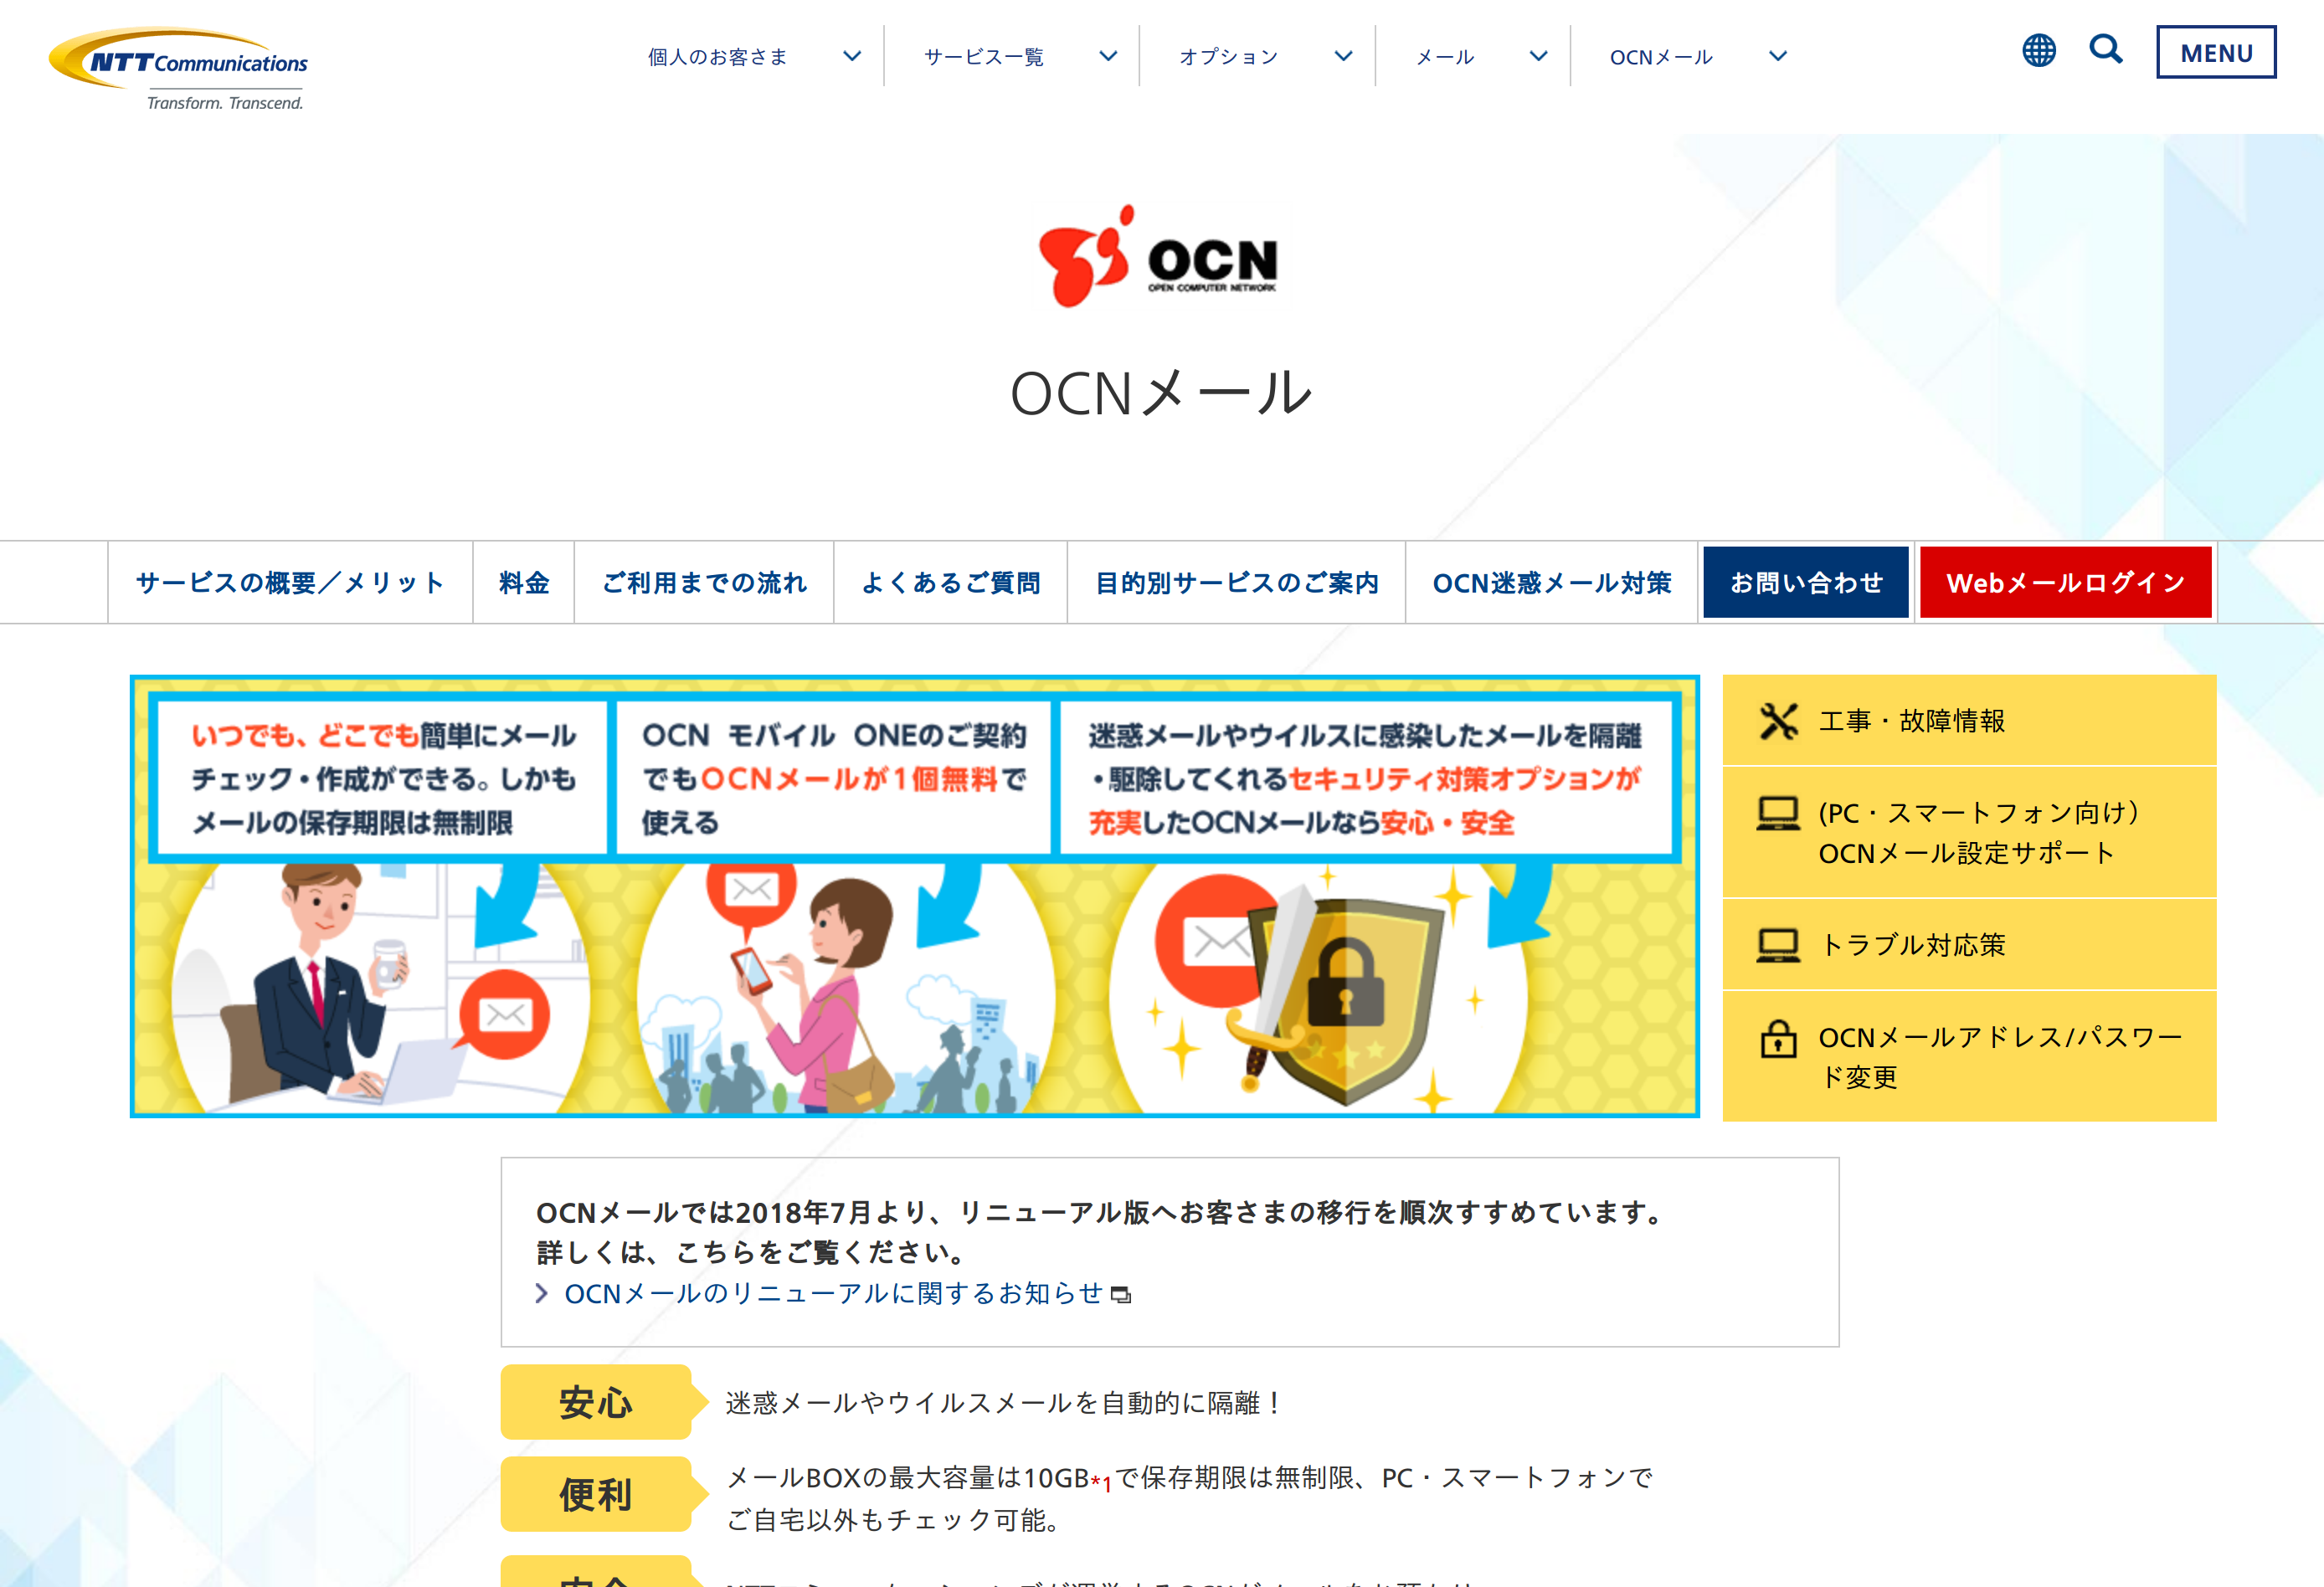 NTT Communications
Transform. Transcend.
個人のお客さま
サービス一覧
オプション
メール
OCNメール
MENU
OCN
OPEN COMPUTER NETWORK
OCNメール
サービスの概要／メリット
料金
ご利用までの流れ
よくあるご質問
目的別サービスのご案内
OCN迷惑メール対策
お問い合わせ
Webメールログイン
いつでも、どこでも簡単にメール
チェック・作成ができる。しかも
メールの保存期限は無制限
OCN モバイル ONEのご契約
でもOCNメールが1個無料で
使える
迷惑メールやウイルスに感染したメールを隔離
・駆除してくれるセキュリティ対策オプションが
充実したOCNメールなら安心・安全
工事・故障情報
(PC・スマートフォン向け）
OCNメール設定サポート
トラブル対応策
OCNメールアドレス/パスワー
ド変更
OCNメールでは2018年7月より、リニューアル版へお客さまの移行を順次すすめています。
詳しくは、こちらをご覧ください。
OCNメールのリニューアルに関するお知らせ
安心
迷惑メールやウイルスメールを自動的に隔離！
便利
メールBOXの最大容量は10GB*1で保存期限は無制限、PC・スマートフォンで
ご自宅以外もチェック可能。